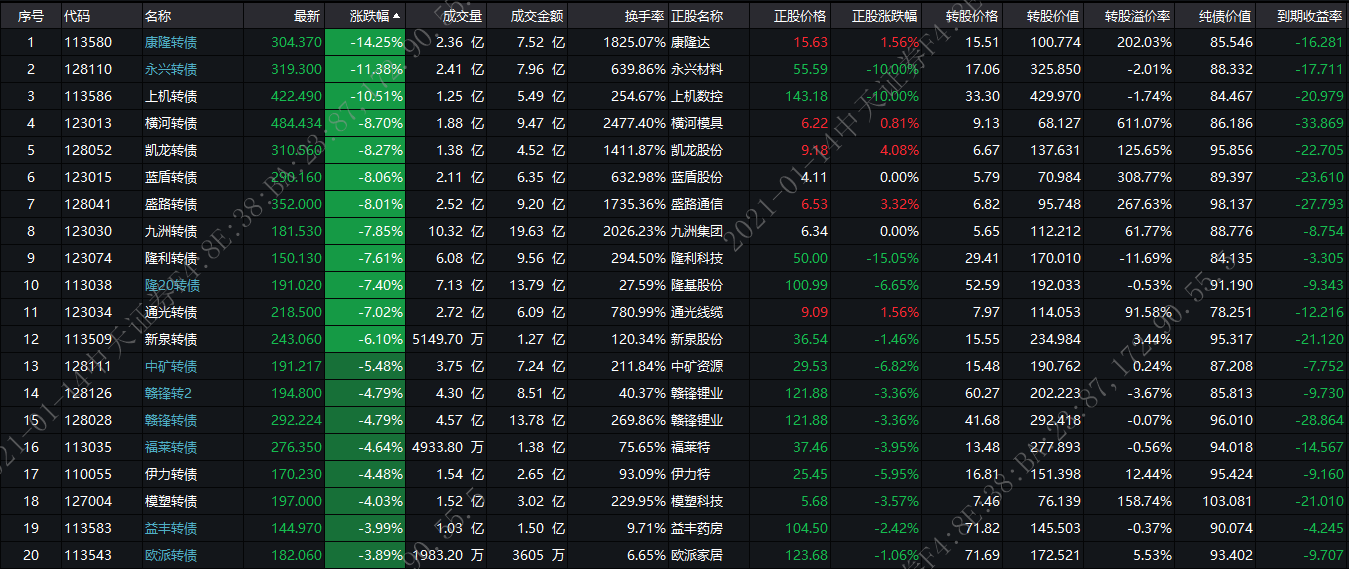 序号 代码 名称 最新 涨跌幅▲ 成交量 成交金额 换手率 正股名称 正股价格 正股涨跌幅 转股价格 转股价值 转股溢价率 纯债价值 到期收益率
1 113580 康隆转债 304.370 -14.25% 2.36 亿 7.52 亿 1825.07% 康隆达 15.63 1.56% 15.51 100.774 202.03% 85.546 -16.281
2 128110 永兴转债 319.300 -11.38% 2.41 亿 7.96 亿 639.86% 永兴材料 55.59 -10.00% 17.06 325.850 -2.01% 88.332 -17.711
3 113586 上机转债 422.490 -10.51% 1.25 亿 5.49 亿 254.67% 上机数控 143.18 -10.00% 33.30 429.970 -1.74% 84.467 -20.979
4 123013 横河转债 484.434 -8.70% 1.88 亿 9.47 亿 2477.40% 横河模具 6.22 0.81% 9.13 68.127 611.07% 86.186 -33.869
5 128052 凯龙转债 310.560 -8.27% 1.38 亿 4.52 亿 1411.87% 凯龙股份 9.18 4.08% 6.67 137.631 125.65% 95.856 -22.705
6 123015 蓝盾转债 290.160 -8.06% 2.11 亿 6.35 亿 632.98% 蓝盾股份 4.11 0.00% 5.79 70.984 308.77% 89.397 -23.610
7 128041 盛路转债 352.000 -8.01% 2.52 亿 9.20 亿 1735.36% 盛路通信 6.53 3.32% 6.82 95.748 267.63% 98.137 -27.793
8 123030 九洲转债 181.530 -7.85% 10.32 亿 19.63 亿 2026.23% 九洲集团 6.34 0.00% 5.65 112.212 61.77% 88.776 -8.754
9 123074 隆利转债 150.130 -7.61% 6.08 亿 9.56 亿 294.50% 隆利科技 50.00 -15.05% 29.41 170.010 -11.69% 84.135 -3.305
10 113038 隆20转债 191.020 -7.40% 7.13 亿 13.79 亿 27.59% 隆基股份 100.99 -6.65% 52.59 192.033 -0.53% 91.190 -9.343
11 123034 通光转债 218.500 -7.02% 2.72 亿 6.09 亿 780.99% 通光线缆 9.09 1.56% 7.97 114.053 91.58% 78.251 -12.216
12 113509 新泉转债 243.060 -6.10% 5149.70 万 1.27 亿 120.34% 新泉股份 36.54 -1.46% 15.55 234.984 3.44% 95.317 -21.120
13 128111 中矿转债 191.217 -5.48% 3.75 亿 7.24 亿 211.84% 中矿资源 29.53 -6.82% 15.48 190.762 0.24% 87.208 -7.752
14 128126 赣锋转2 194.800 -4.79% 4.30 亿 8.51 亿 40.37% 赣锋锂业 121.88 -3.36% 60.27 202.223 -3.67% 85.813 -9.730
15 128028 赣锋转债 292.224 -4.79% 4.57 亿 13.78 亿 269.86% 赣锋锂业 121.88 -3.36% 41.68 292.418 -0.07% 96.010 -28.864
16 113035 福莱转债 276.350 -4.64% 4933.80 万 1.38 亿 75.65% 福莱特 37.46 -3.95% 13.48 277.893 -0.56% 94.018 -14.567
17 110055 伊力转债 170.230 -4.48% 1.54 亿 2.65 亿 93.09% 伊力特 25.45 -5.95% 16.81 151.398 12.44% 95.424 -9.160
18 127004 模塑转债 197.000 -4.03% 1.52 亿 3.02 亿 229.95% 模塑科技 5.68 -3.57% 7.46 76.139 158.74% 103.081 -21.010
19 113583 益丰转债 144.970 -3.99% 1.03 亿 1.50 亿 9.71% 益丰药房 104.50 -2.42% 71.82 145.503 -0.37% 90.074 -4.245
20 113543 欧派转债 182.060 -3.89% 1983.20 万 3605 万 6.65% 欧派家居 123.68 -1.06% 71.69 172.521 5.53% 93.402 -9.707